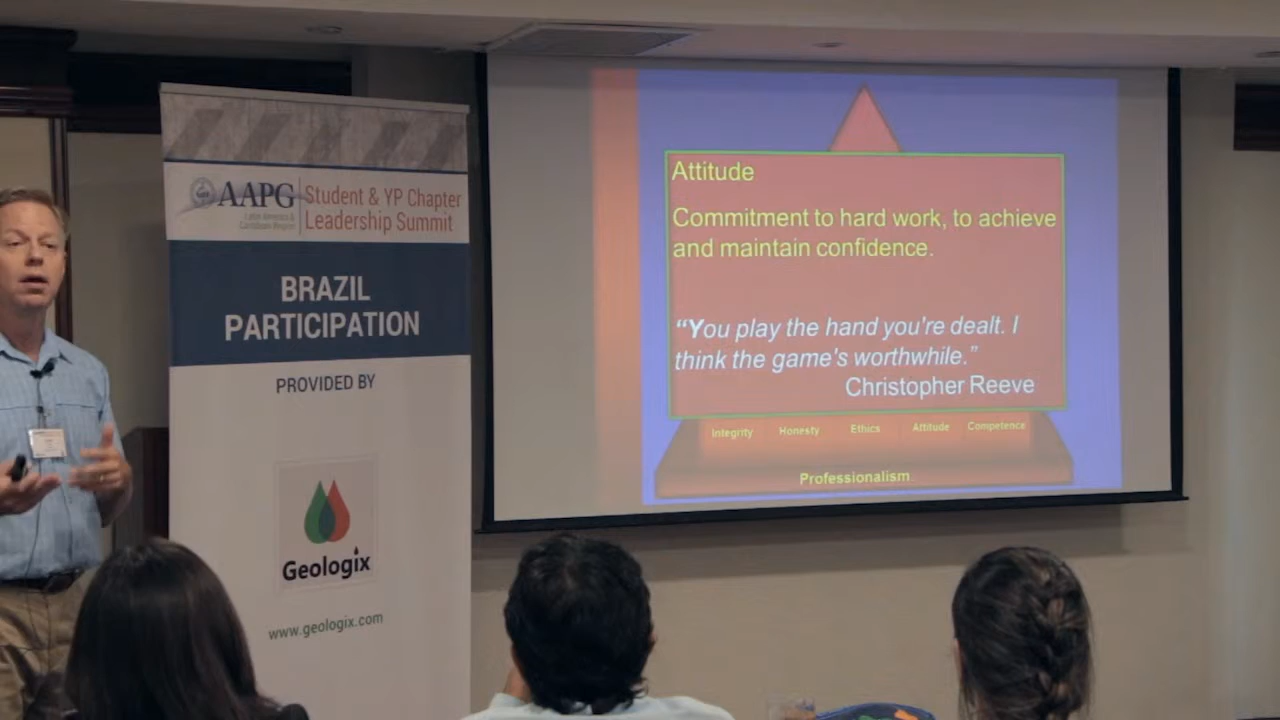 AAPG
Latin America &
Caribbean Region
Student & YP Chapter
Leadership Summit
BRAZIL
PARTICIPATION
PROVIDED BY
Geologix
www.geologix.com
Attitude
Commitment to hard work, to achieve
and maintain confidence.
“You play the hand you're dealt. I
think the game's worthwhile.”
Christopher Reeve
Integrity Honesty Ethics Attitude Competence
Professionalism